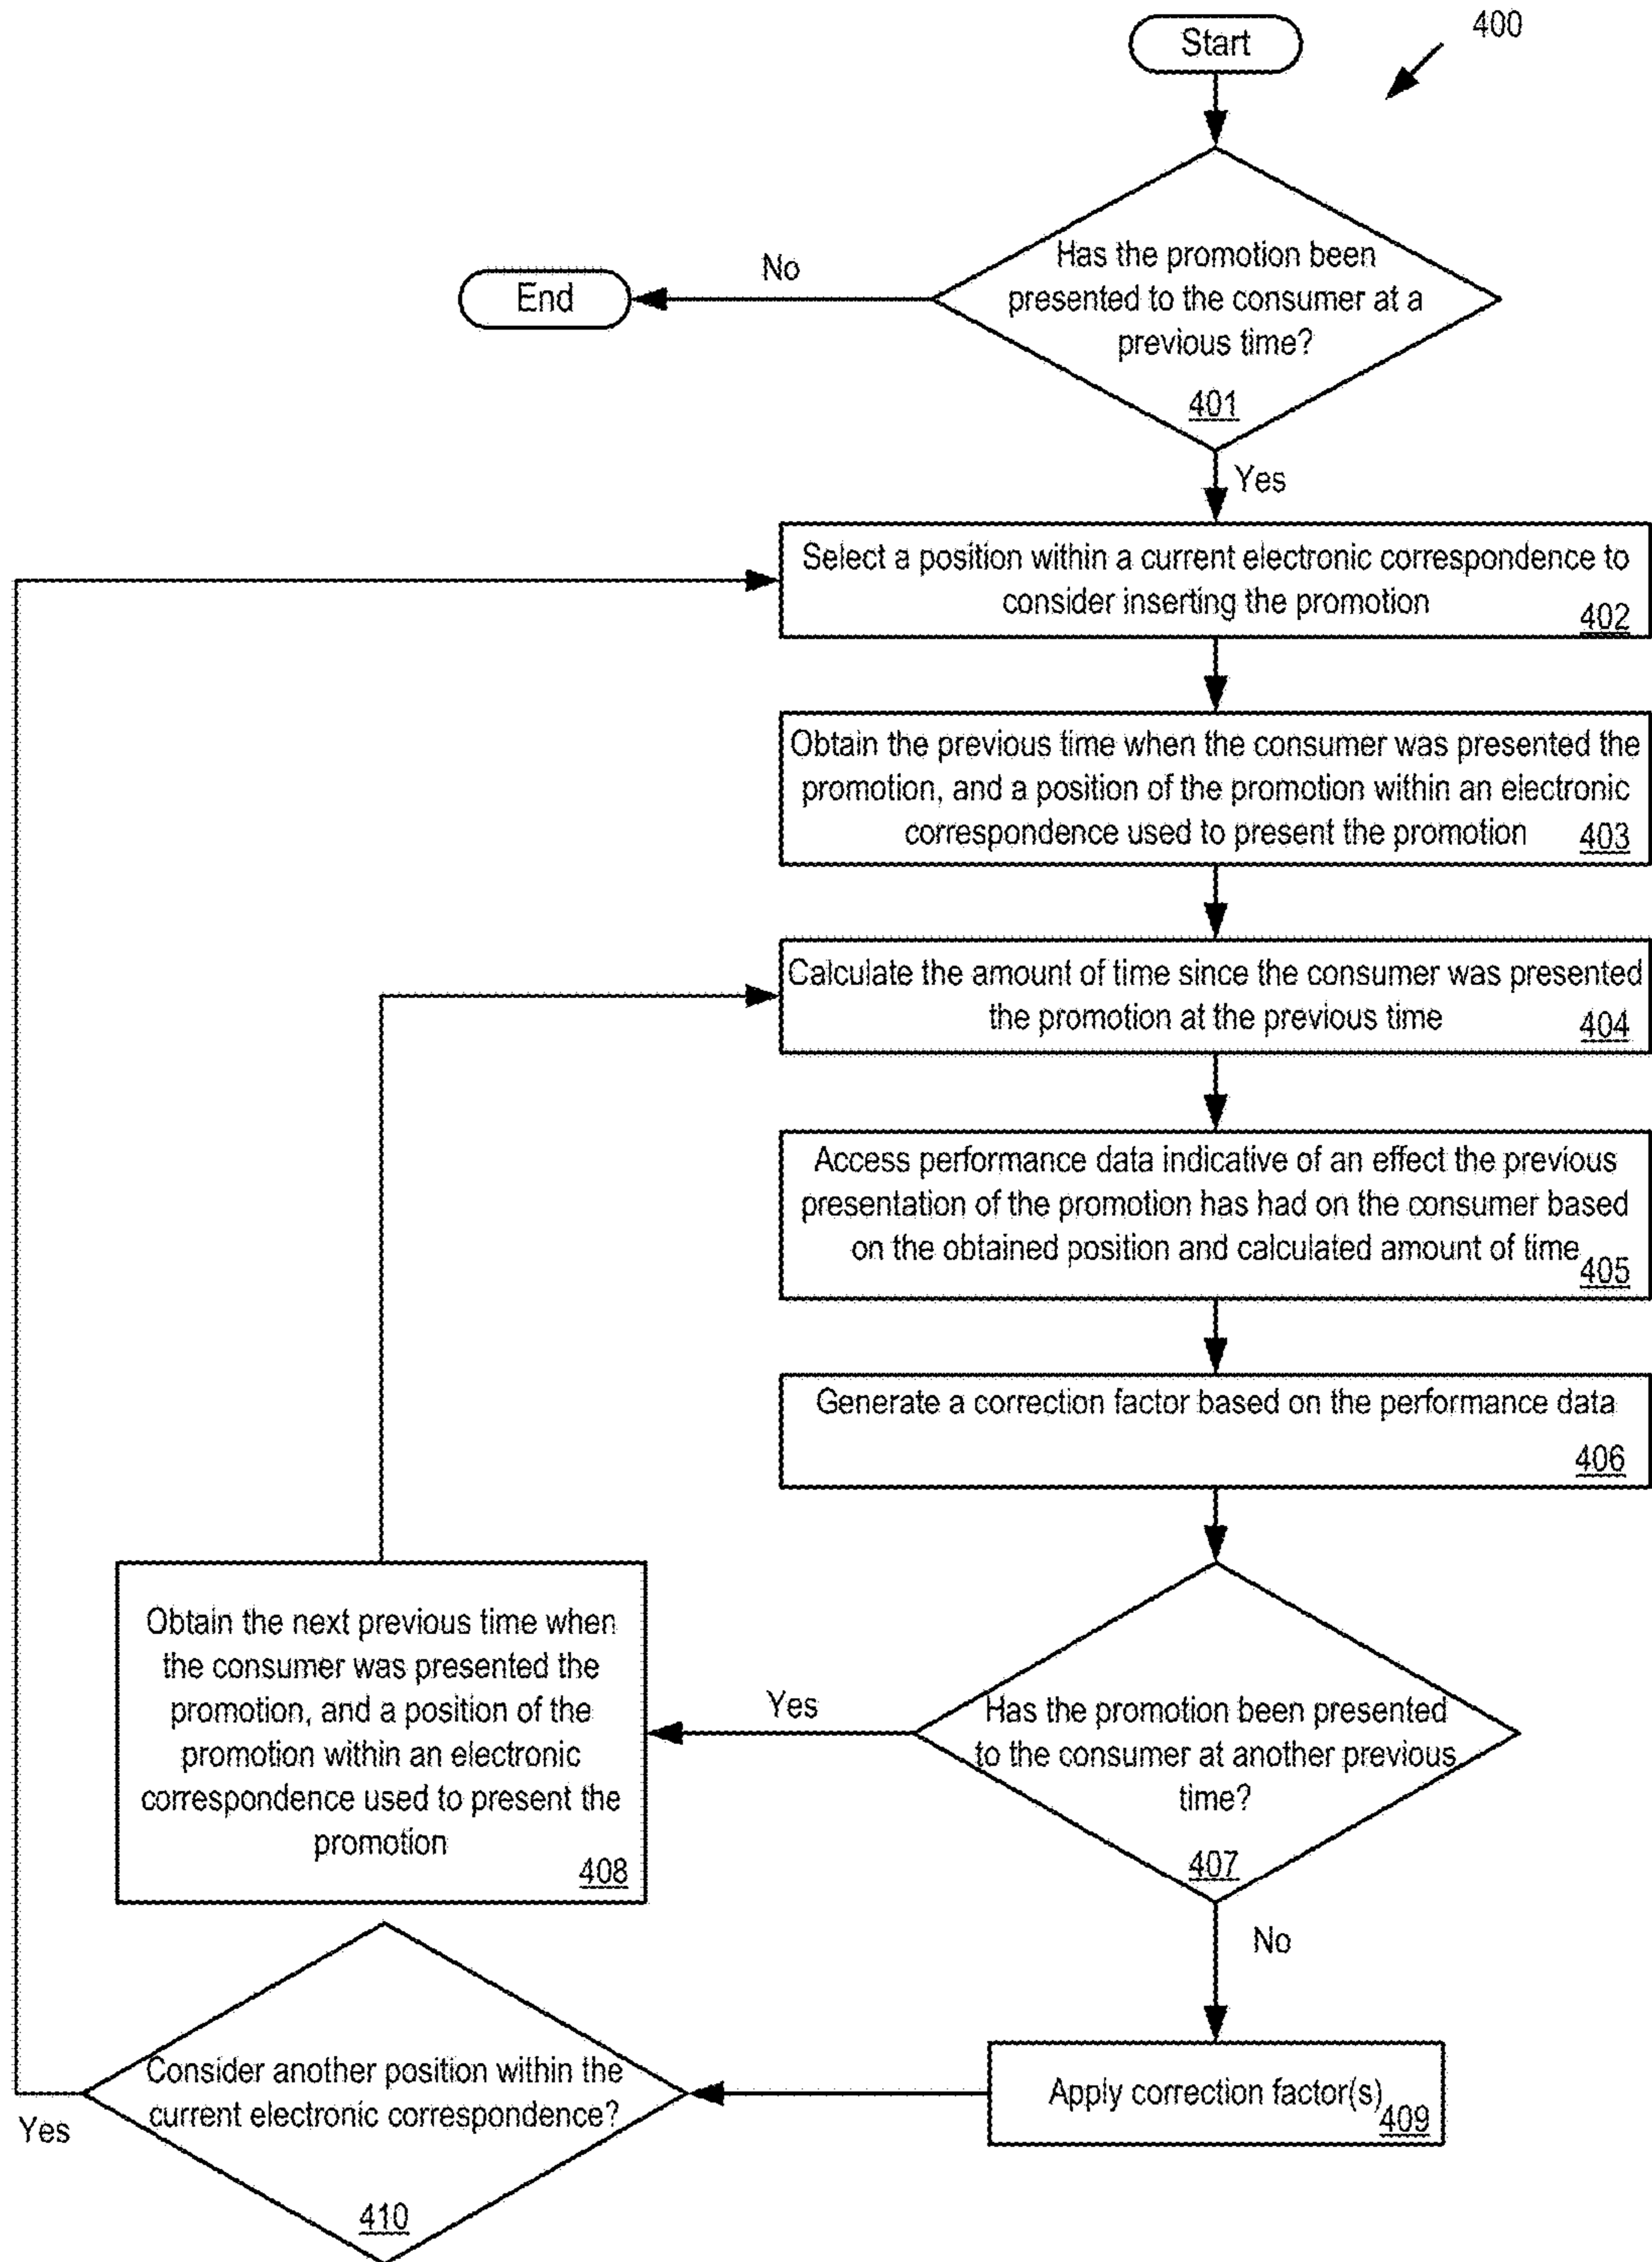 400
Start
Has the promotion been
presented to the consumer at a
previous time?
401
No
End
Yes
Select a position within a current electronic correspondence to
consider inserting the promotion
402
Obtain the previous time when the consumer was presented the
promotion, and a position of the promotion within an electronic
correspondence used to present the promotion
403
Calculate the amount of time since the consumer was presented
the promotion at the previous time
404
Access performance data indicative of an effect the previous
presentation of the promotion has had on the consumer based
on the obtained position and calculated amount of time
405
Generate a correction factor based on the performance data
406
Has the promotion been presented
to the consumer at another previous
time?
407
Yes
Obtain the next previous time when
the consumer was presented the
promotion, and a position of the
promotion within an electronic
correspondence used to present the
promotion
408
No
Apply correction factor(s)
409
Consider another position within the
current electronic correspondence?
410
Yes